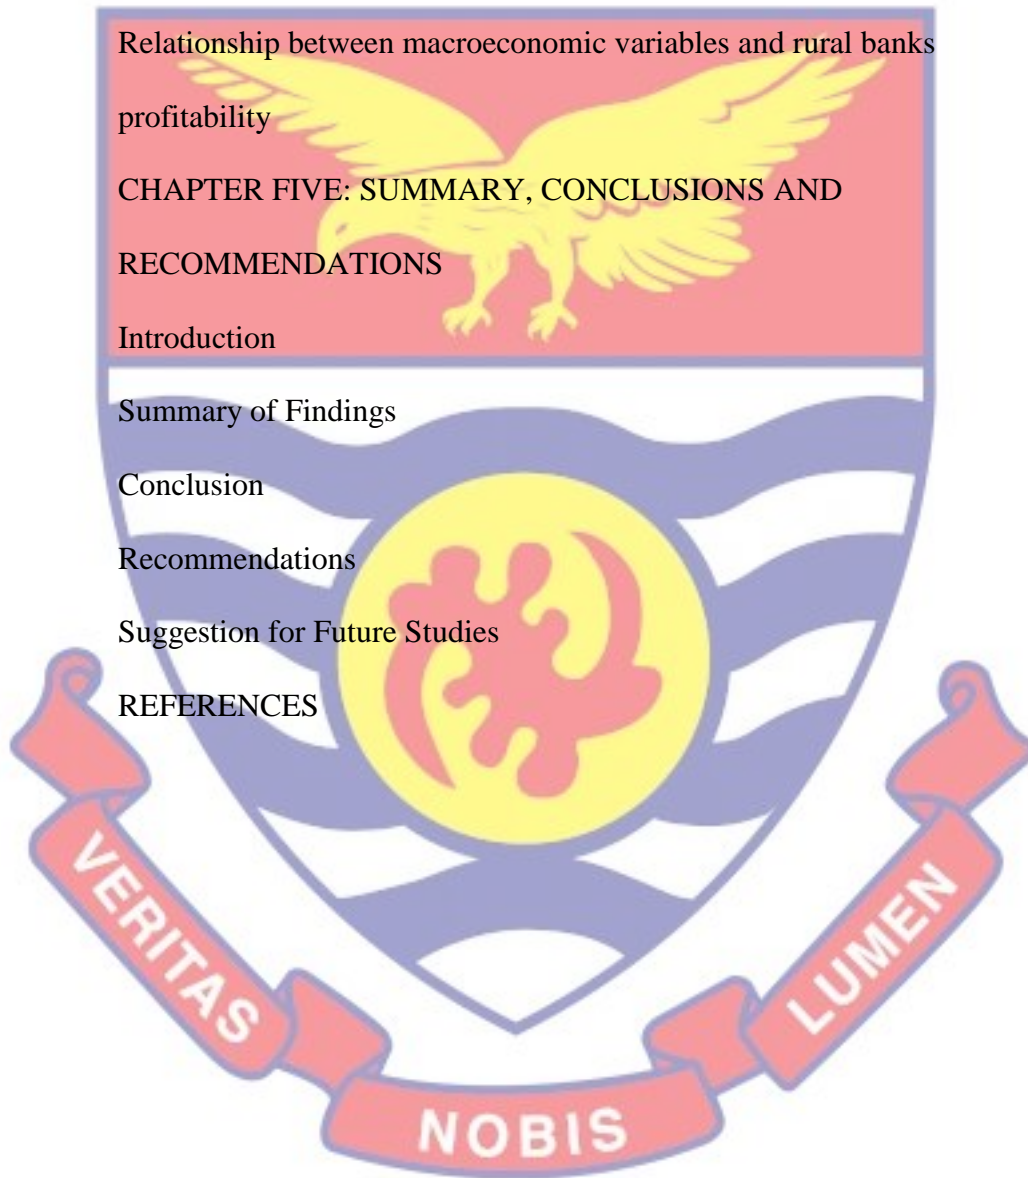 Relationship between macroeconomic variables and rural banks
profitability
CHAPTER FIVE: SUMMARY, CONCLUSIONS AND
RECOMMENDATIONS
Introduction
Summary of Findings
Conclusion
Recommendations
Suggestion for Future Studies
REFERENCES
VERITAS
NOBIS
LUMEN